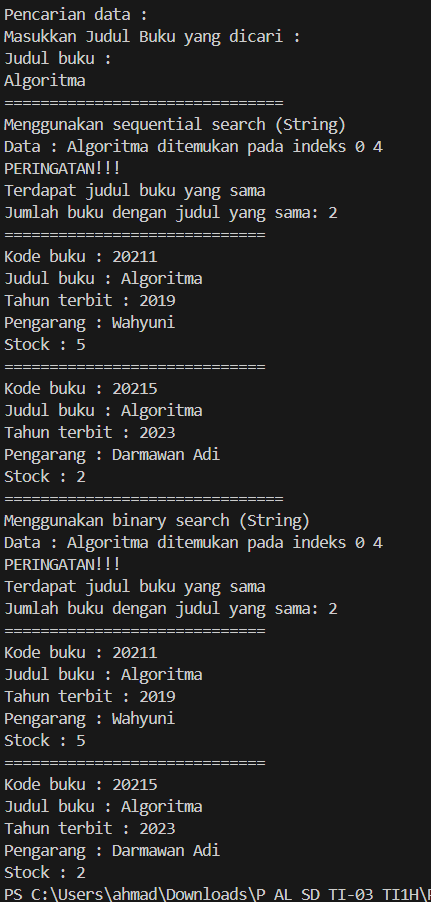 Pencarian data :
Masukkan Judul Buku yang dicari :
Judul buku :
Algoritma
===============================
Menggunakan sequential search (String)
Data : Algoritma ditemukan pada indeks 0 4
PERINGATAN!!!
Terdapat judul buku yang sama
Jumlah buku dengan judul yang sama: 2
=============================
Kode buku : 20211
Judul buku : Algoritma
Tahun terbit : 2019
Pengarang : Wahyuni
Stock : 5
=============================
Kode buku : 20215
Judul buku : Algoritma
Tahun terbit : 2023
Pengarang : Darmawan Adi
Stock : 2
===============================
Menggunakan binary search (String)
Data : Algoritma ditemukan pada indeks 0 4
PERINGATAN!!!
Terdapat judul buku yang sama
Jumlah buku dengan judul yang sama: 2
=============================
Kode buku : 20211
Judul buku : Algoritma
Tahun terbit : 2019
Pengarang : Wahyuni
Stock : 5
=============================
Kode buku : 20215
Judul buku : Algoritma
Tahun terbit : 2023
Pengarang : Darmawan Adi
Stock : 2
PS C:\Users\ahmad\Downloads\P AL SD TI-03 TI1H\